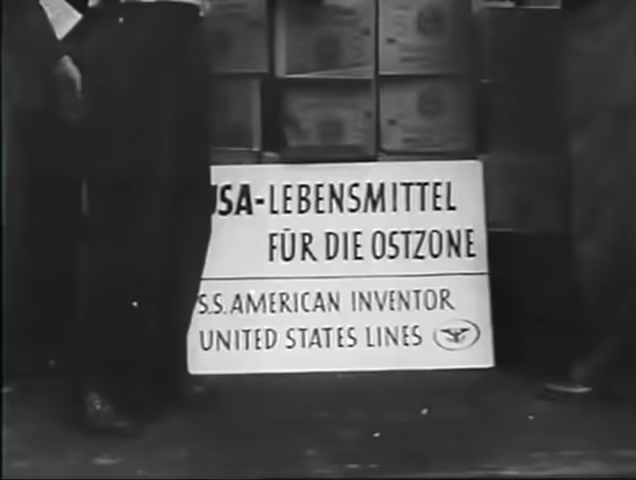 USA-LEBENSMITTEL
FÜR DIE OSTZONE
S.S. AMERICAN INVENTOR
UNITED STATES LINES